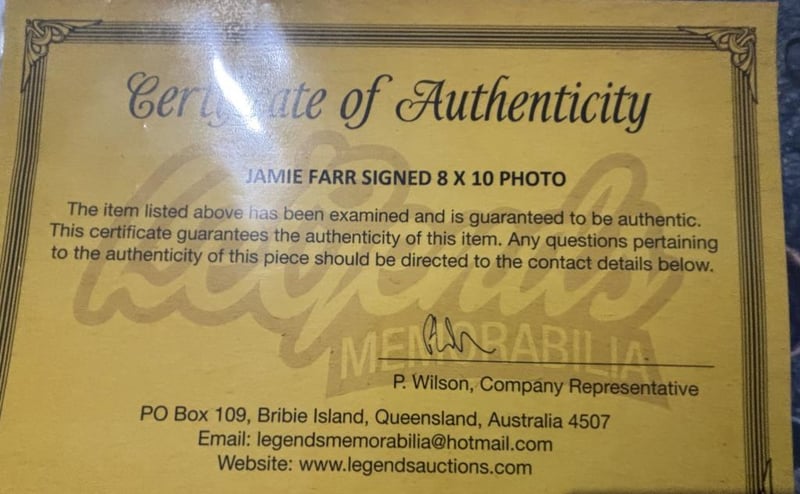 Certificate of Authenticity
JAMIE FARR SIGNED 8 X 10 PHOTO
The item listed above has been examined and is guaranteed to be authentic.
This certificate guarantees the authenticity of this item. Any questions pertaining
to the authenticity of this piece should be directed to the contact details below.
Legends
MEMORABILIA
P. Wilson, Company Representative
PO Box 109, Bribie Island, Queensland, Australia 4507
Email: legendsmemorabilia@hotmail.com
Website: www.legendsauctions.com